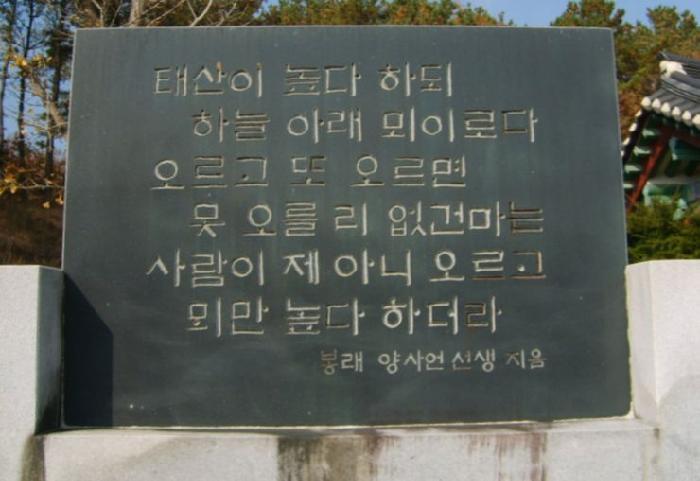 태산이 높다 하되
하늘 아래 뫼이로다
오르고 또 오르면
못 오를 리 없건마는
사람이 제 아니 오르고
뫼만 높다 하더라
봉래 양사언 선생 지음